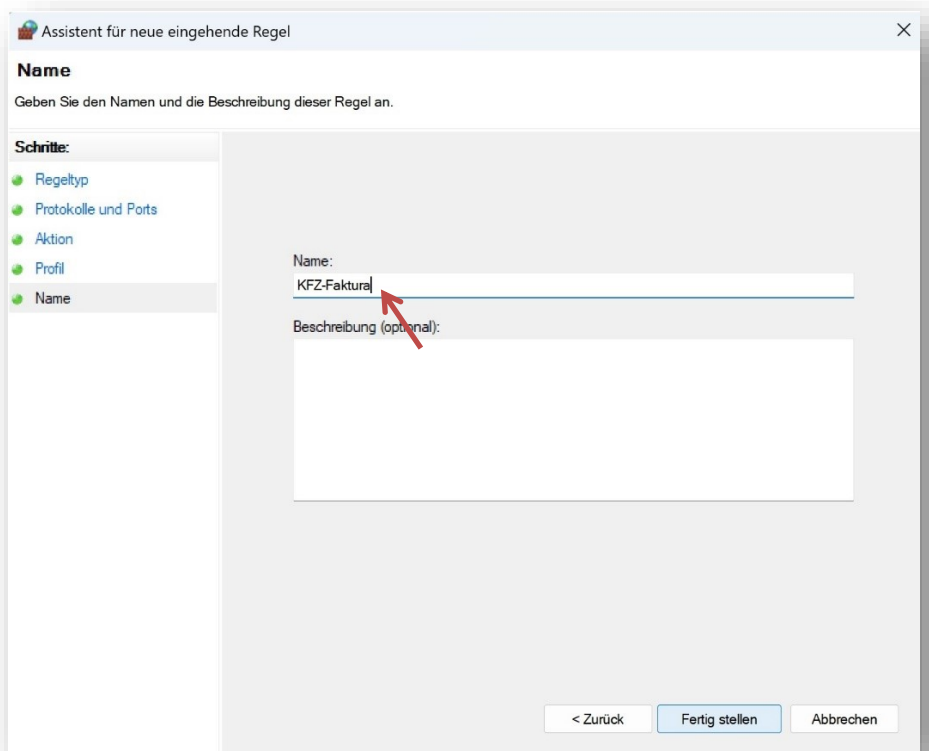 Assistent für neue eingehende Regel
Name
Geben Sie den Namen und die Beschreibung dieser Regel an.
Schritte:
Regeltyp
Protokolle und Ports
Aktion
Profil
Name
Name:
KFZ-Faktura
Beschreibung (optional):
< Zurück
Fertig stellen
Abbrechen